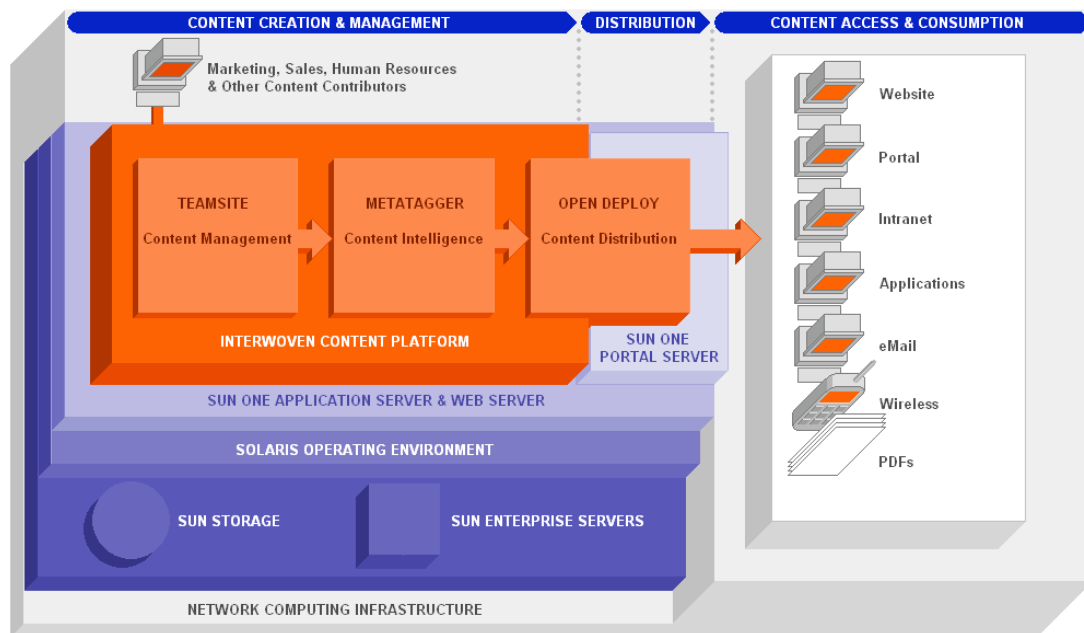 CONTENT CREATION & MANAGEMENT
DISTRIBUTION
CONTENT ACCESS & CONSUMPTION
Marketing, Sales, Human Resources
& Other Content Contributors
TEAMSITE
Content Management
METATAGGER
Content Intelligence
OPEN DEPLOY
Content Distribution
INTERWOVEN CONTENT PLATFORM
SUN ONE
PORTAL SERVER
SUN ONE APPLICATION SERVER & WEB SERVER
SOLARIS OPERATING ENVIRONMENT
SUN STORAGE
SUN ENTERPRISE SERVERS
NETWORK COMPUTING INFRASTRUCTURE
Website
Portal
Intranet
Applications
eMail
Wireless
PDFs